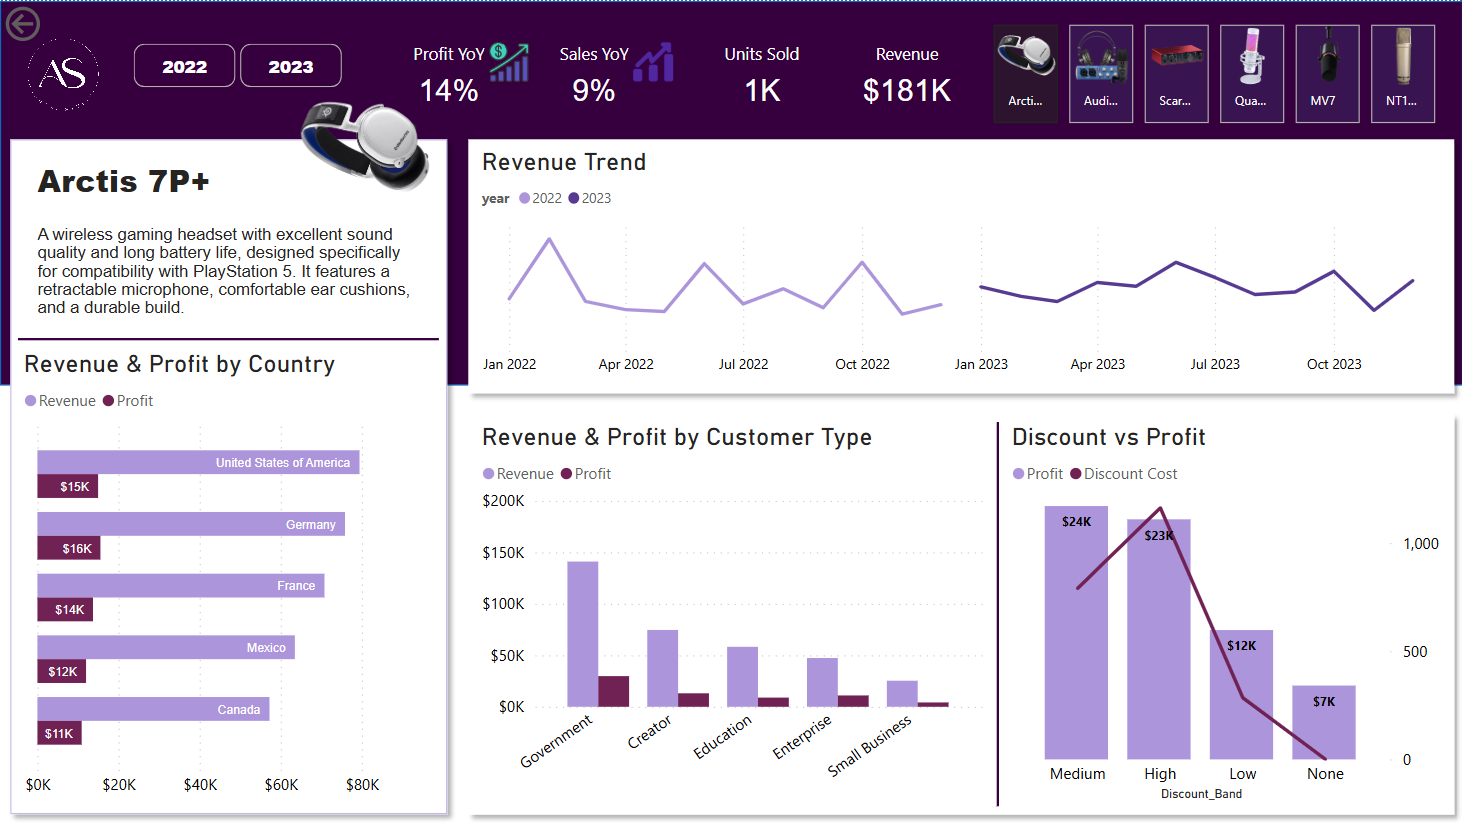 AS
2022
2023
Profit YoY
14%
Sales YoY
9%
Units Sold
1K
Revenue
$181K
Arcti...
Audi...
Scar...
Qua...
MV7
NT1...
Arctis 7P+
A wireless gaming headset with excellent sound
quality and long battery life, designed specifically
for compatibility with PlayStation 5. It features a
retractable microphone, comfortable ear cushions,
and a durable build.
Revenue & Profit by Country
Revenue Profit
United States of America
$15K
Germany
$16K
France
$14K
Mexico
$12K
Canada
$11K
$0K $20K $40K $60K $80K
Revenue Trend
year 2022 2023
Jan 2022 Apr 2022 Jul 2022 Oct 2022 Jan 2023 Apr 2023 Jul 2023 Oct 2023
Revenue & Profit by Customer Type
Revenue Profit
$200K
$150K
$100K
$50K
$0K
Government Creator Education Enterprise Small Business
Discount vs Profit
Profit Discount Cost
$24K
$23K
$12K
$7K
1,000
500
0
Medium High Low None
Discount_Band